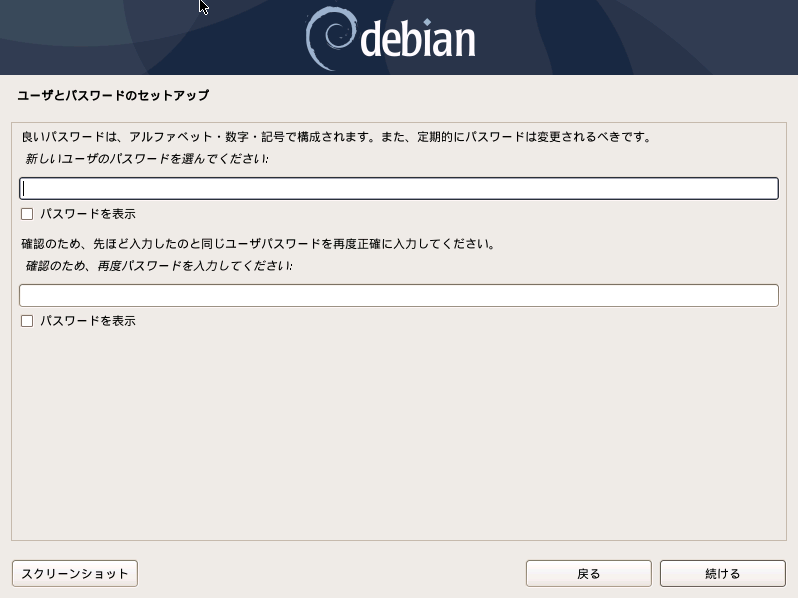 debian
ユーザとパスワードのセットアップ
良いパスワードは、アルファベット・数字・記号で構成されます。また、定期的にパスワードは変更されるべきです。
新しいユーザのパスワードを選んでください:
パスワードを表示
確認のため、先ほど入力したのと同じユーザパスワードを再度正確に入力してください。
確認のため、再度パスワードを入力してください:
パスワードを表示
スクリーンショット 戻る 続ける